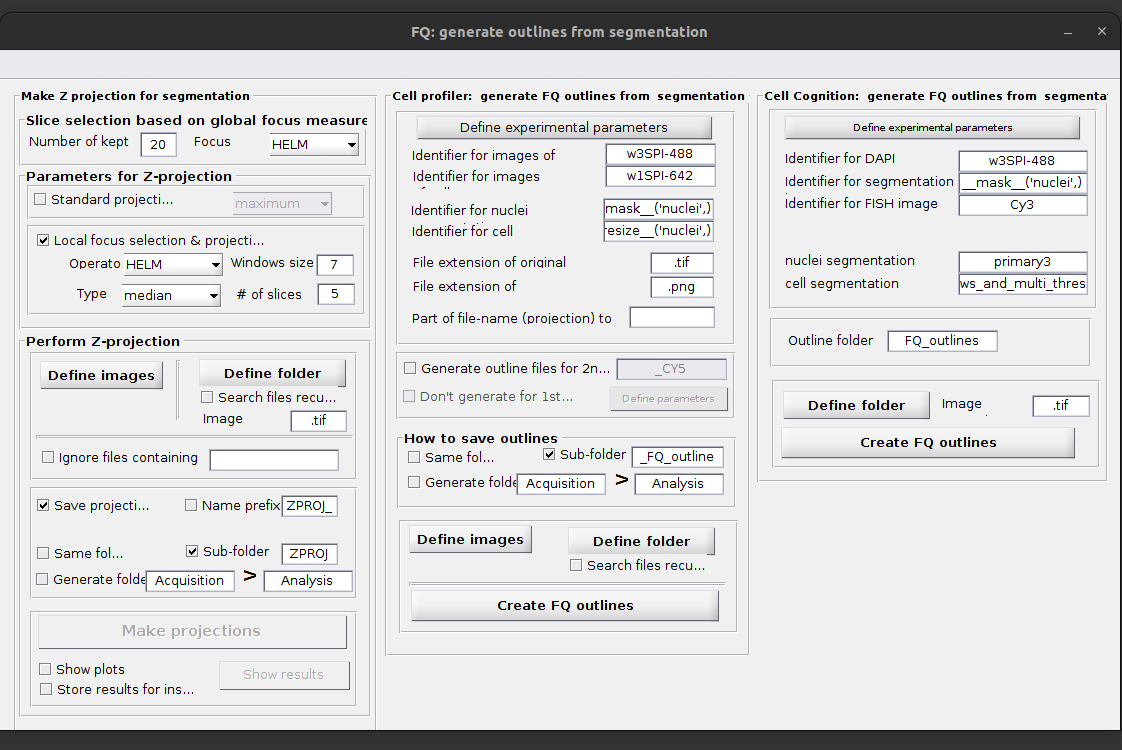 FQ: generate outlines from segmentation
Make Z projection for segmentation
Slice selection based on global focus measure
Number of kept 20 Focus HELM
Parameters for Z-projection
Standard projecti... maximum
Local focus selection & projecti...
Operato HELM Windows size 7
Type median # of slices 5
Perform Z-projection
Define images
Define folder
Search files recu...
Image .tif
Ignore files containing
Save projecti... Name prefix ZPROJ_
Same fol... Sub-folder ZPROJ
Generate folde Acquisition > Analysis
Make projections
Show plots
Show results
Store results for ins...
Cell profiler: generate FQ outlines from segmentation
Define experimental parameters
Identifier for images of w3SPI-488
Identifier for images w1SPI-642
Identifier for nuclei mask__('nuclei',)
Identifier for cell resize__('nuclei',)
File extension of original .tif
File extension of .png
Part of file-name (projection) to
Generate outline files for 2n... _CY5
Don't generate for 1st... Define parameters
How to save outlines
Same fol... Sub-folder _FQ_outline
Generate folde Acquisition > Analysis
Define images
Define folder
Search files recu...
Create FQ outlines
Cell Cognition: generate FQ outlines from segmenta
Define experimental parameters
Identifier for DAPI w3SPI-488
Identifier for segmentation __mask__('nuclei',)
Identifier for FISH image Cy3
nuclei segmentation primary3
cell segmentation ws_and_multi_thres
Outline folder FQ_outlines
Define folder Image .tif
Create FQ outlines